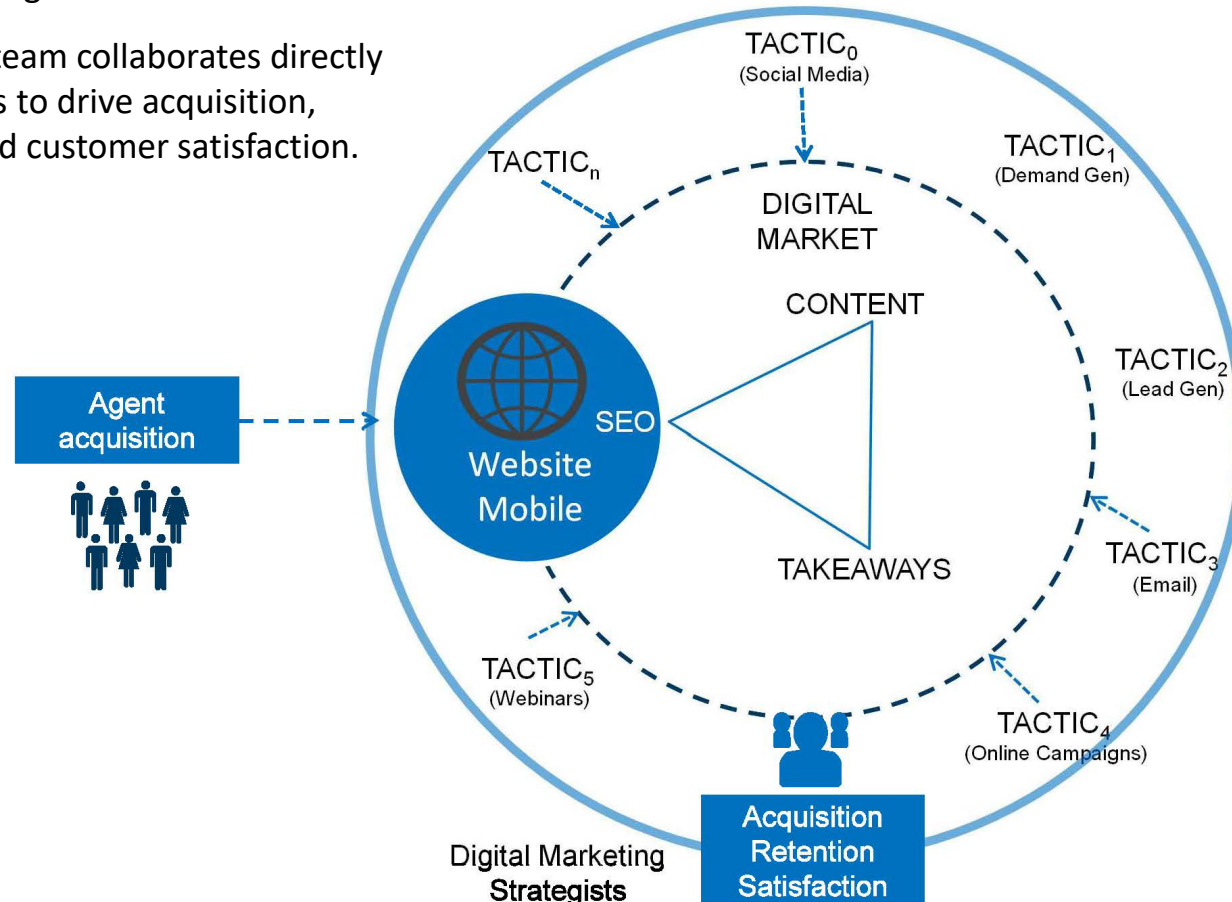 team collaborates directly
s to drive acquisition,
d customer satisfaction.
TACTIC0
(Social Media)
TACTIC1
(Demand Gen)
TACTICn
DIGITAL
MARKET
CONTENT
TACTIC2
(Lead Gen)
Agent
acquisition
SEO
Website
Mobile
TACTIC3
(Email)
TAKEAWAYS
TACTIC5
(Webinars)
TACTIC4
(Online Campaigns)
Acquisition
Retention
Satisfaction
Digital Marketing
Strategists